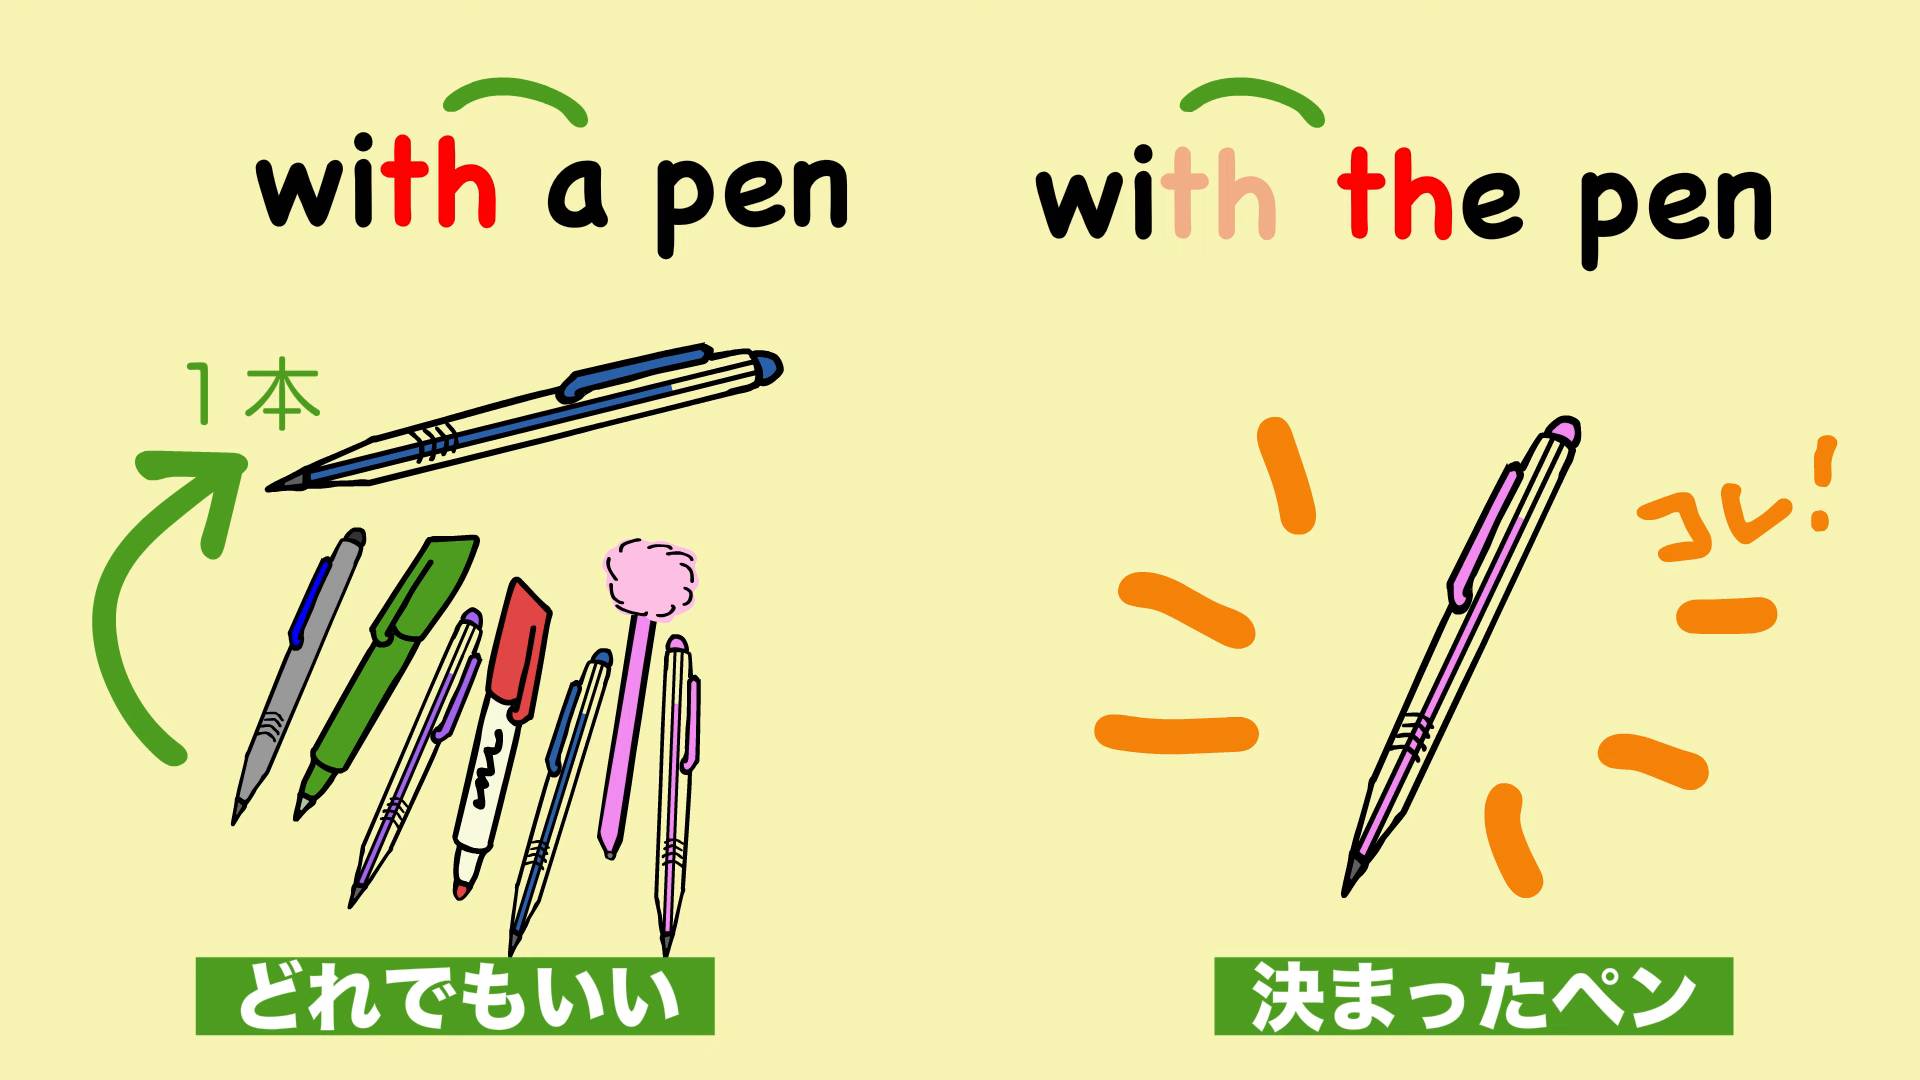 with a pen
with the pen
1本
コレ!
どれでもいい
決まったペン